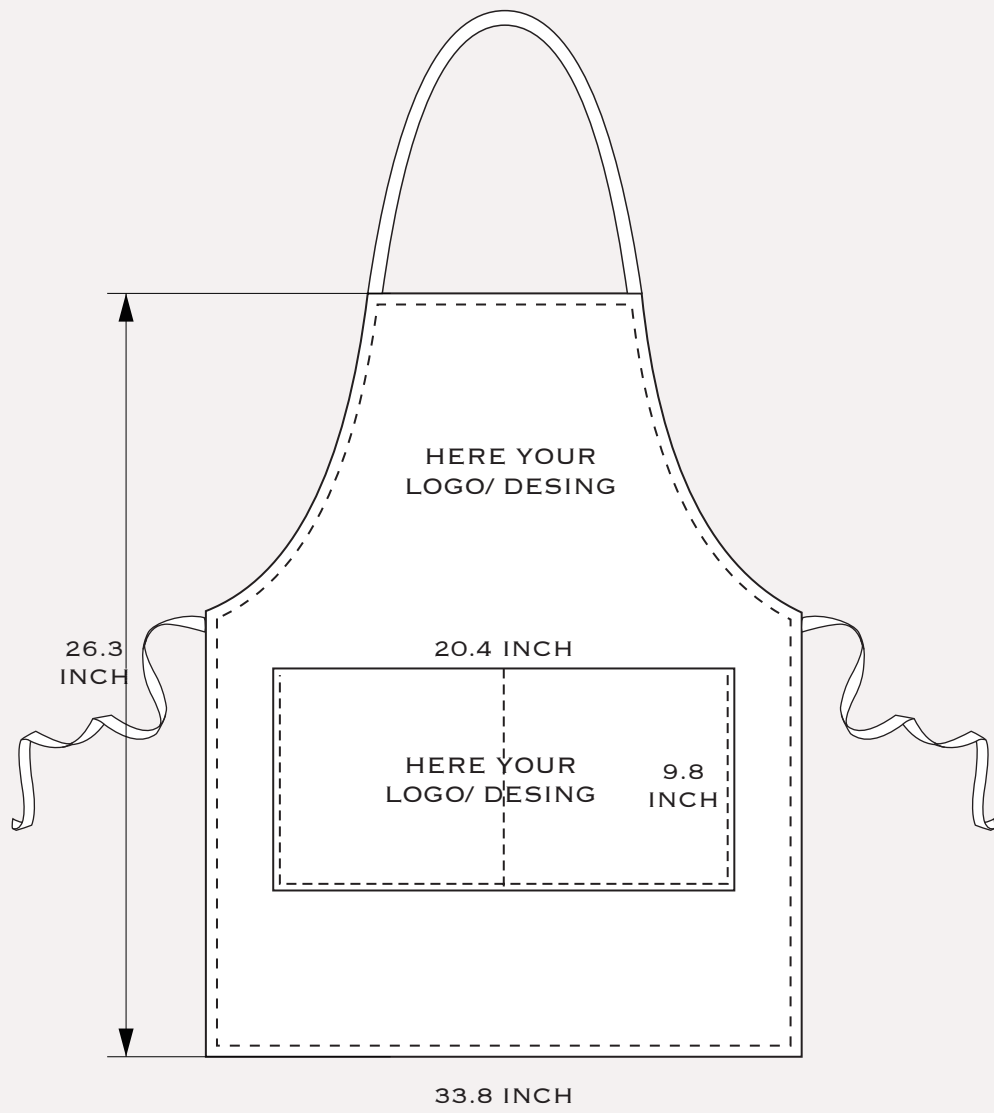 HERE YOUR
LOGO/ DESING
26.3
INCH
20.4 INCH
HERE YOUR
LOGO/ DESING
9.8
INCH
33.8 INCH